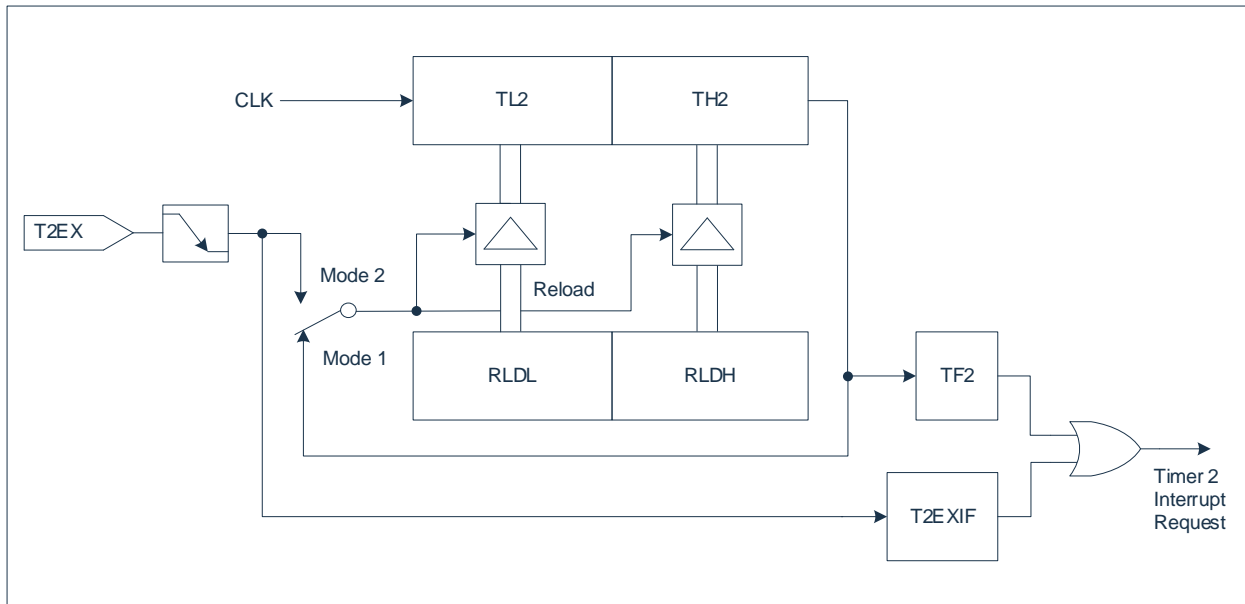 TL2
TH2
CLK
T2EX
Mode 2
Reload
Mode 1
RLDL
RLDH
TF2
T2EXIF
Timer 2
Interrupt
Request